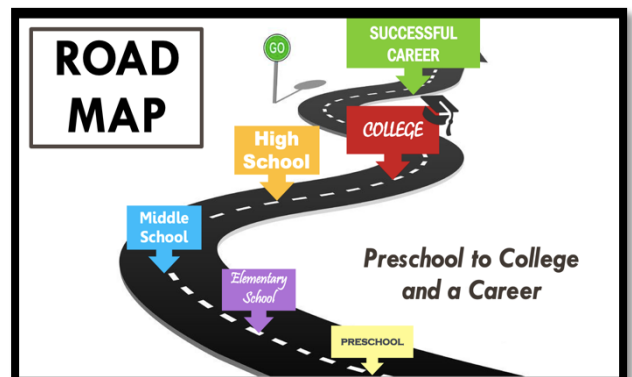 ROAD
MAP
GO
SUCCESSFUL
CAREER
COLLEGE
High
School
Middle
School
Elementary
School
PRESCHOOL
Preschool to College
and a Career